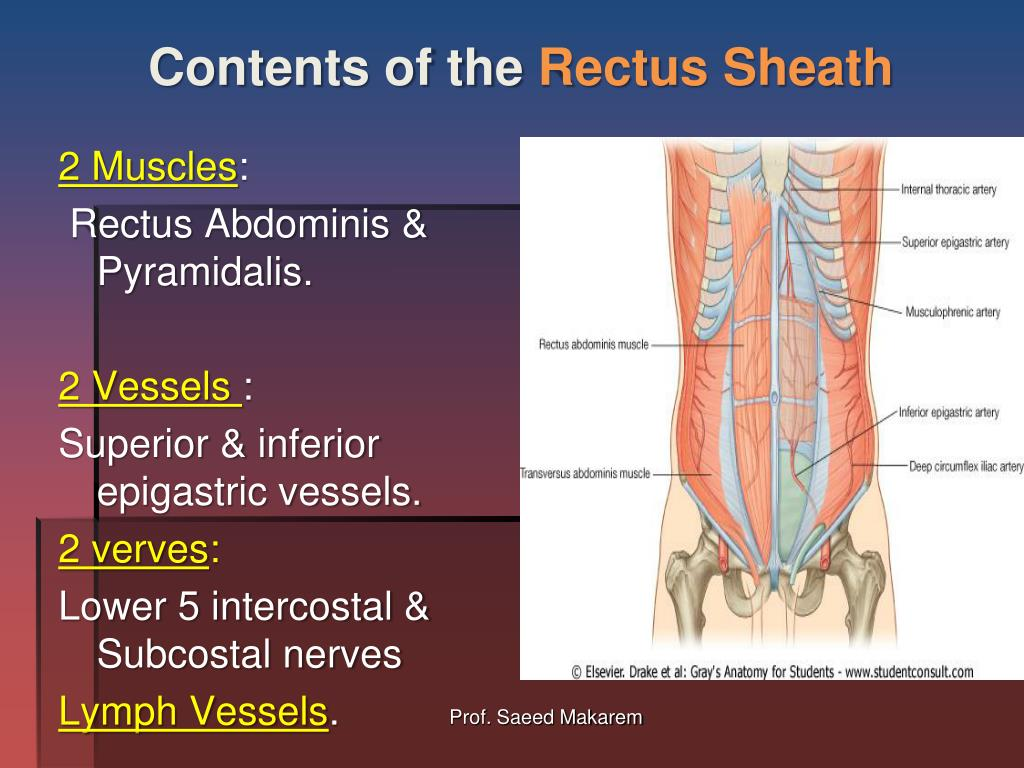 Contents of the Rectus Sheath
2 Muscles:
Rectus Abdominis &
Pyramidalis.
2 Vessels :
Superior & inferior
epigastric vessels.
2 verves:
Lower 5 intercostal &
Subcostal nerves
Lymph Vessels.
Internal thoracic artery
Superior epigastric artery
Musculophrenic artery
Rectus abdominis muscle
Inferior epigastric artery
Transversus abdominis muscle
Deep circumflex iliac artery
© Elsevier. Drake et al: Gray's Anatomy for Students - www.studentconsult.com
Prof. Saeed Makarem